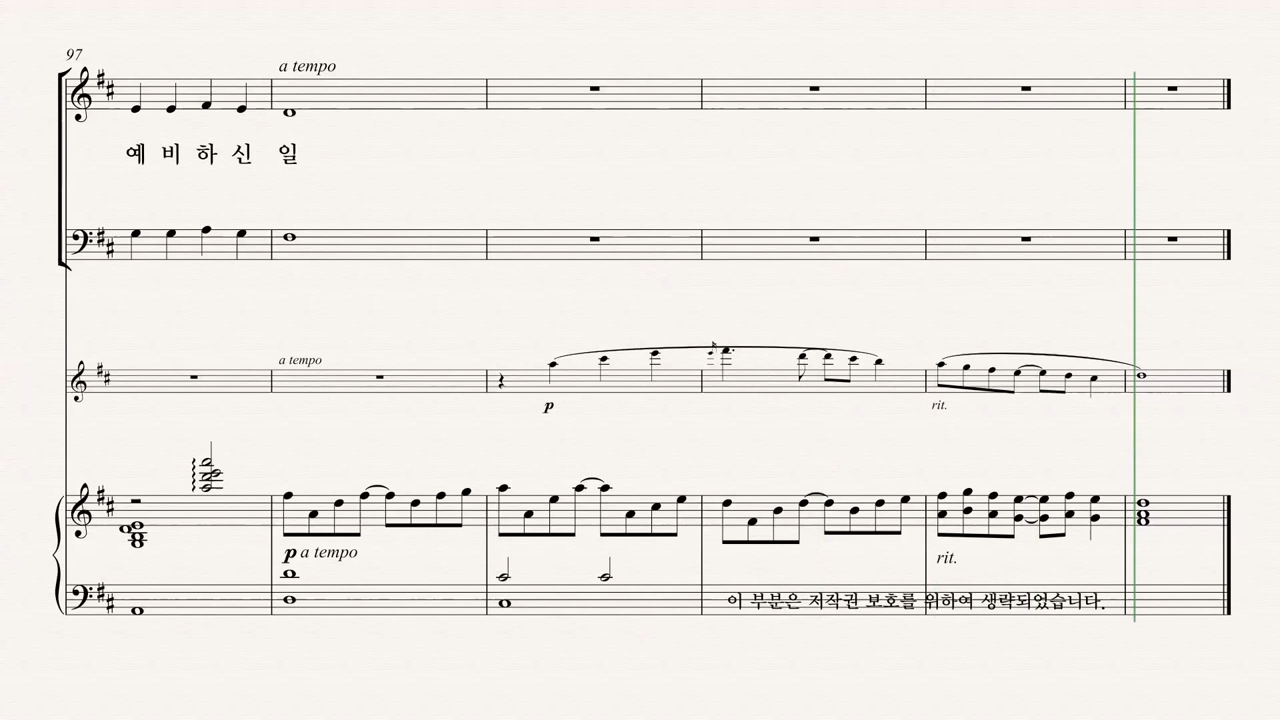 97
a tempo
예 비 하 신 일
a tempo
p
rit.
p a tempo
rit.
이 부분은 저작권 보호를 위하여 생략되었습니다.